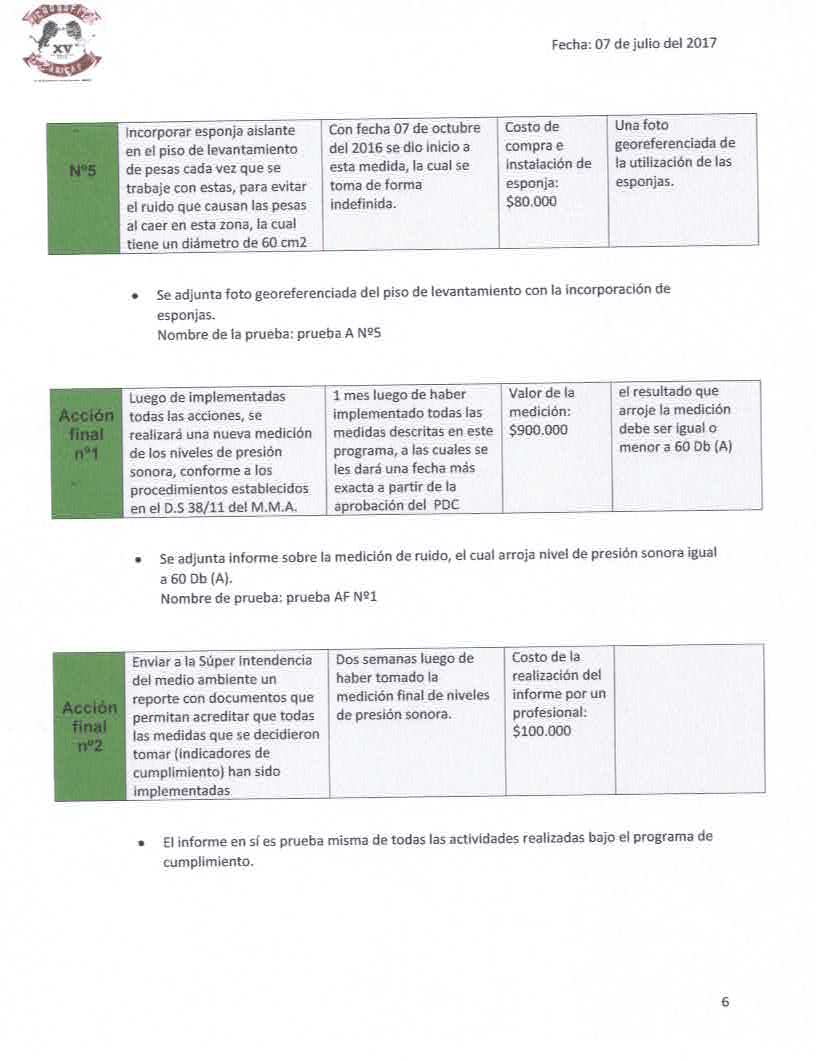 XV
Fecha: 07 de julio del 2017
Nº5
Incorporar esponja aislante
en el piso de levantamiento
de pesas cada vez que se
trabaje con estas, para evitar
el ruido que causan las pesas
al caer en esta zona, la cual
tiene un diámetro de 60 cm2
Con fecha 07 de octubre
del 2016 se dio inicio a
esta medida, la cual se
toma de forma
indefinida.
Costo de
compra e
instalación de
esponja:
$80.000
Una foto
georeferenciada de
la utilización de las
esponjas.
• Se adjunta foto georeferenciada del piso de levantamiento con la incorporación de
esponjas.
Nombre de la prueba: prueba A Nº5
Acción
final
nº1
Luego de implementadas
todas las acciones, se
realizará una nueva medición
de los niveles de presión
sonora, conforme a los
procedimientos establecidos
en el D.S 38/11 del M.M.A.
1 mes luego de haber
implementado todas las
medidas descritas en este
programa, a las cuales se
les dará una fecha más
exacta a partir de la
aprobación del PDC
Valor de la
medición:
$900.000
el resultado que
arroje la medición
debe ser igual o
menor a 60 Db (A)
• Se adjunta informe sobre la medición de ruido, el cual arroja nivel de presión sonora igual
a 60 Db (A).
Nombre de prueba: prueba AF Nº1
Acción
final
nº2
Enviar a la Súper intendencia
del medio ambiente un
reporte con documentos que
permitan acreditar que todas
las medidas que se decidieron
tomar (indicadores de
cumplimiento) han sido
implementadas
Dos semanas luego de
haber tomado la
medición final de niveles
de presión sonora.
Costo de la
realización del
informe por un
profesional:
$100.000
• El informe en sí es prueba misma de todas las actividades realizadas bajo el programa de
cumplimiento.
6